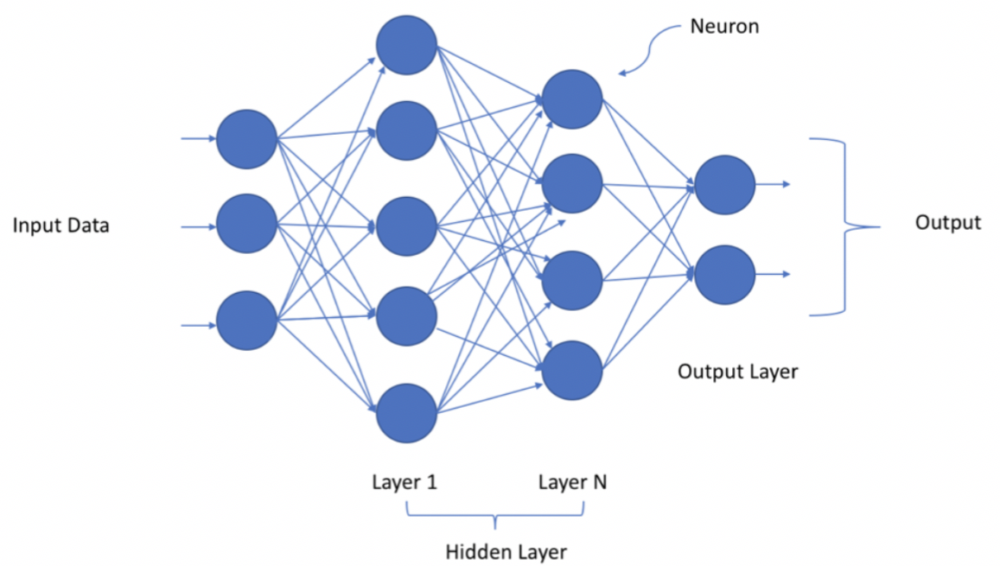 Neuron
Input Data
Output
Output Layer
Layer 1
Layer N
Hidden Layer